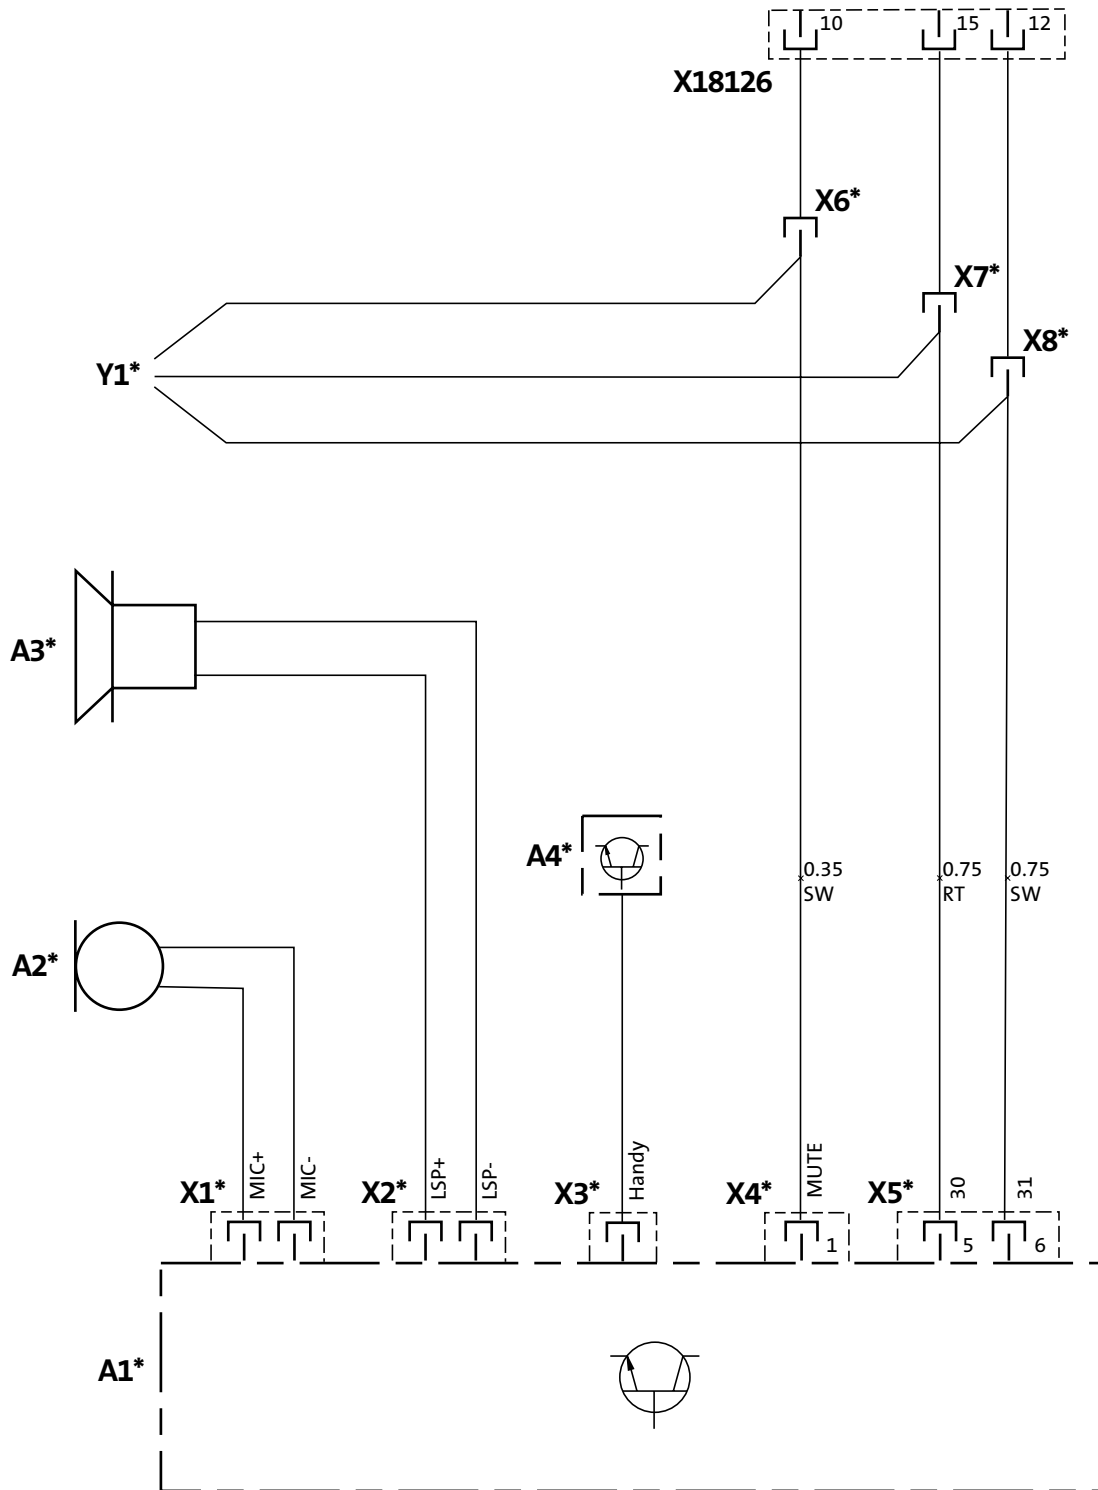 10
15
12
X18126
X6*
X7*
X8*
Y1*
A3*
A4*
0.35
SW
0.75
RT
0.75
SW
A2*
X1*
MIC+
MIC-
X2*
LSP+
LSP-
X3*
Handy
X4*
MUTE
1
X5*
30
5
31
6
A1*